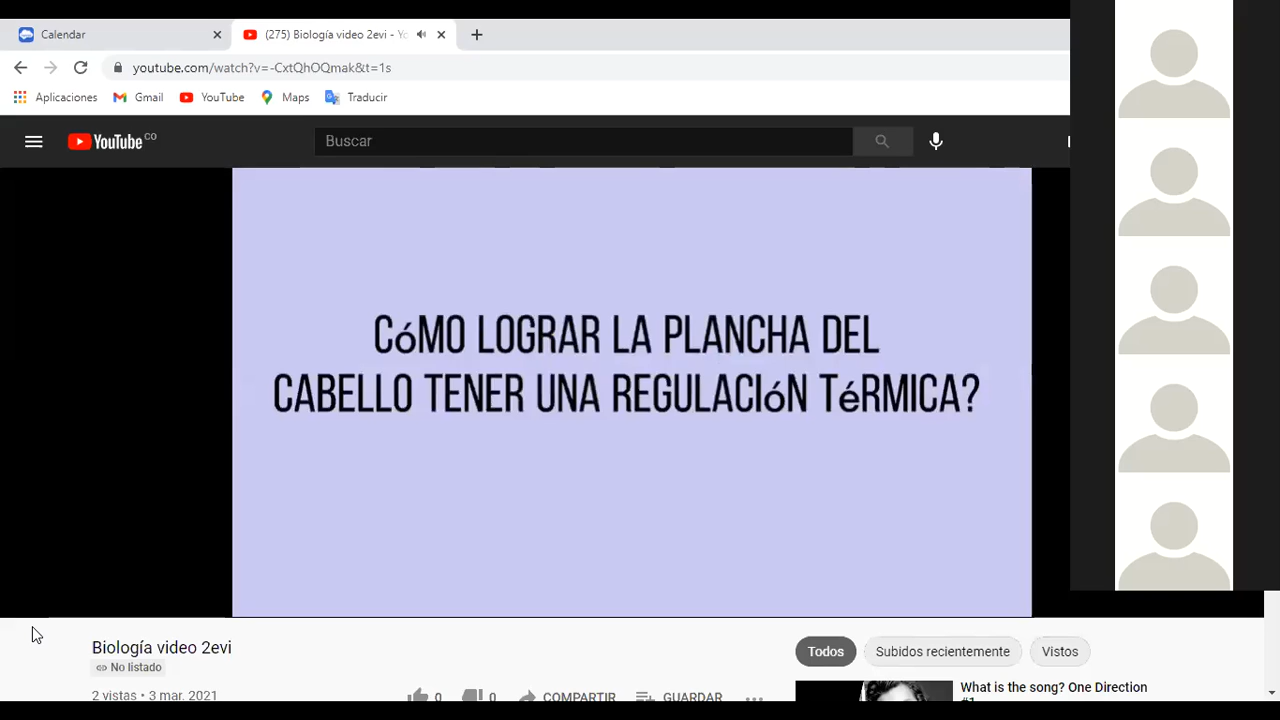 Calendar
(275) Biología video 2evi - Yo
youtube.com/watch?v=-CxtQhOQmak&t=1s
Aplicaciones Gmail YouTube Maps Traducir
YouTube CO
Buscar
CóMO LOGRAR LA PLANCHA DEL
CABELLO TENER UNA REGULACIóN TéRMICA?
Biología video 2evi
No listado
2 vistas • 3 mar. 2021
0 0 COMPARTIR GUARDAR
Todos Subidos recientemente Vistos
What is the song? One Direction
#1